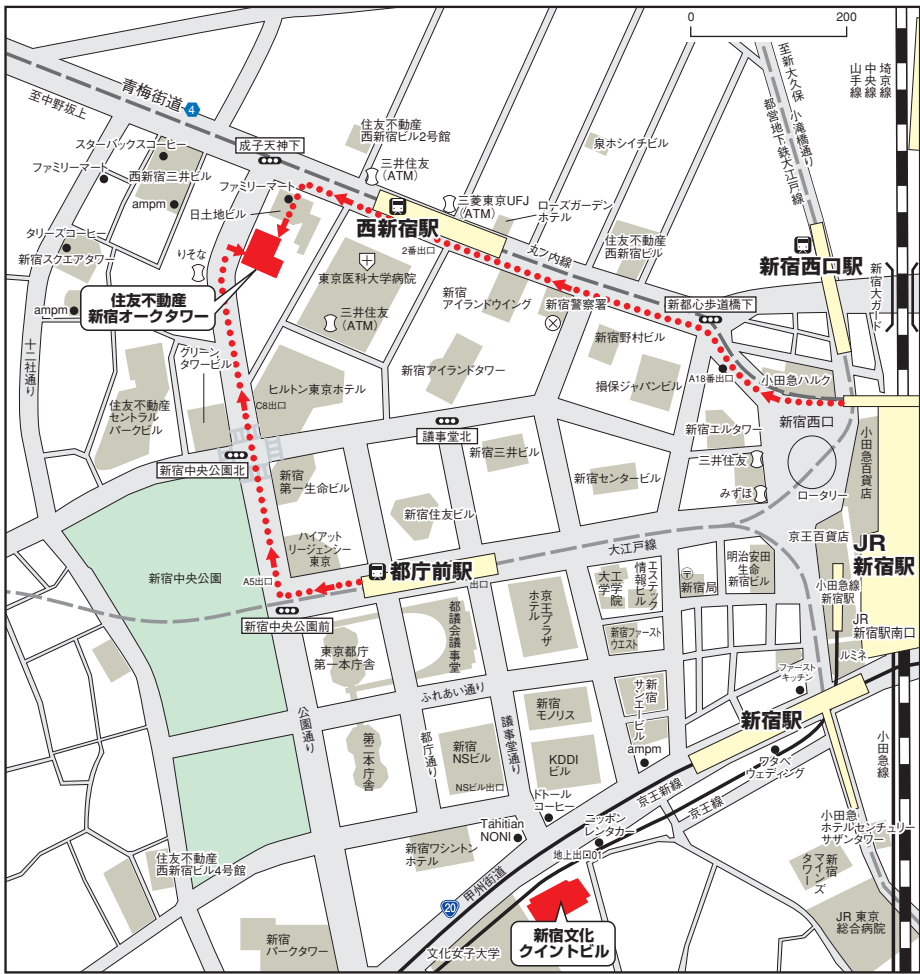 0
200
青梅街道
4
至中野坂上
至新大久保
小滝橋通り
都営地下鉄大江戸線
埼京線
中央線
山手線
スターバックスコーヒー
ファミリーマート
西新宿三井ビル
ampm
タリーズコーヒー
新宿スクエアタワー
ampm
成子天神下
ファミリーマート
日土地ビル
りそな
住友不動産
西新宿ビル2号館
三井住友
(ATM)
西新宿駅
2番出口
三菱東京UFJ
(ATM)
ローズガーデン
ホテル
泉ホシイチビル
丸ノ内線
住友不動産
西新宿ビル
新宿西口駅
新宿大ガード
住友不動産
新宿オークタワー
東京医科大学病院
三井住友
(ATM)
新宿
アイランドウイング
新宿警察署
新都心歩道橋下
新宿野村ビル
A18番出口
小田急ハルク
十二社通り
グリーン
タワービル
住友不動産
セントラル
パークビル
C8出口
ヒルトン東京ホテル
新宿アイランドタワー
損保ジャパンビル
新宿西口
小田急百貨店
議事堂北
新宿エルタワー
新宿中央公園北
新宿三井ビル
三井住友
新宿
第一生命ビル
新宿センタービル
みずほ
ロータリー
新宿住友ビル
ハイアット
リージェンシー
東京
大江戸線
京王百貨店
JR
新宿駅
新宿中央公園
A5出口
都庁前駅
出口
工学院
大学
エステック
情報ビル
新宿局
明治安田
生命
新宿ビル
小田急線
新宿駅
新宿中央公園前
都議会議事堂
京王プラザ
ホテル
新宿ファースト
ウエスト
JR
新宿駅南口
ルミネ
東京都庁
第一本庁舎
ふれあい通り
ファースト
キッチン
新宿
サンエービル
新宿
モノリス
新宿駅
公園通り
第二本庁舎
都庁通り
新宿
NSビル
NSビル出口
議事堂通り
KDDI
ビル
ampm
ワタベ
ウェディング
小田急線
京王新線
京王線
ドトール
コーヒー
Tahitian
NONI
ニッポン
レンタカー
小田急
ホテルセンチュリー
サザンタワー
住友不動産
西新宿ビル4号館
新宿ワシントン
ホテル
地上出口01
新宿
マインズ
タワー
甲州街道
20
新宿
パークタワー
文化女子大学
新宿文化
クイントビル
JR 東京
総合病院